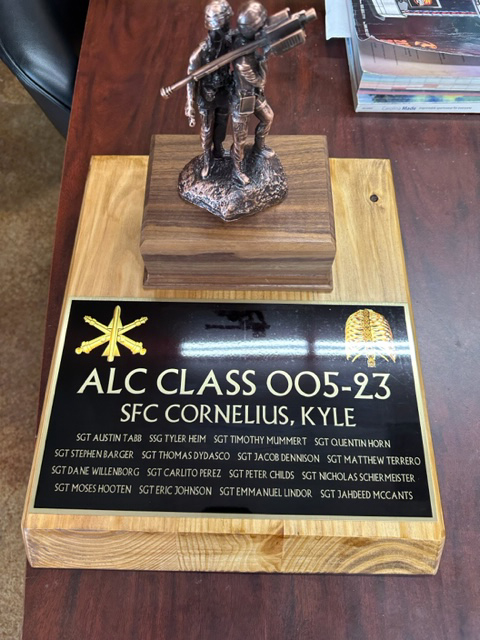 ALC CLASS 005-23
SFC CORNELIUS, KYLE
SGT AUSTIN TABB SSG TYLER HEIM SGT TIMOTHY MUMMERT SGT QUENTIN HORN
SGT STEPHEN BARGER SGT THOMAS DYDASCO SGT JACOB DENNISON SGT MATTHEW TERRERO
SGT DANE WILLENBORG SGT CARLITO PEREZ SGT PETER CHILDS SGT NICHOLAS SCHIERMEISTER
SGT MOSES HOOTEN SGT ERIC JOHNSON SGT EMMANUEL LINDOR SGT JAHDEED MCCANTS